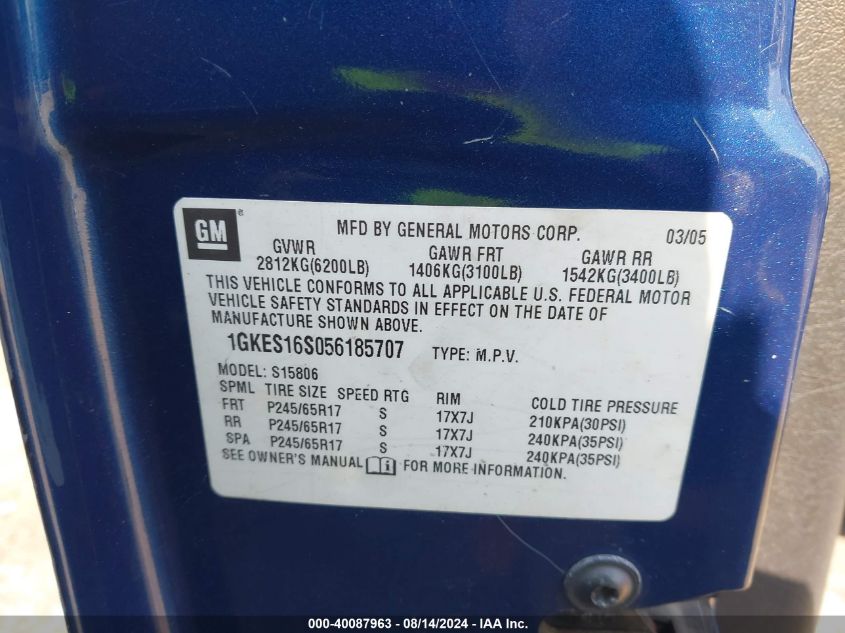 GM ®
MFD BY GENERAL MOTORS CORP. 03/05
GVWR GAWR FRT GAWR RR
2812KG(6200LB) 1406KG(3100LB) 1542KG(3400LB)
THIS VEHICLE CONFORMS TO ALL APPLICABLE U.S. FEDERAL MOTOR
VEHICLE SAFETY STANDARDS IN EFFECT ON THE DATE OF
MANUFACTURE SHOWN ABOVE.
1GKES16S056185707 TYPE: M.P.V.
MODEL: S15806
SPML TIRE SIZE SPEED RTG RIM COLD TIRE PRESSURE
FRT P245/65R17 S 17X7J 210KPA(30PSI)
RR P245/65R17 S 17X7J 240KPA(35PSI)
SPA P245/65R17 S 17X7J 240KPA(35PSI)
SEE OWNER'S MANUAL FOR MORE INFORMATION.
000-40087963 - 08/14/2024 - IAA Inc.